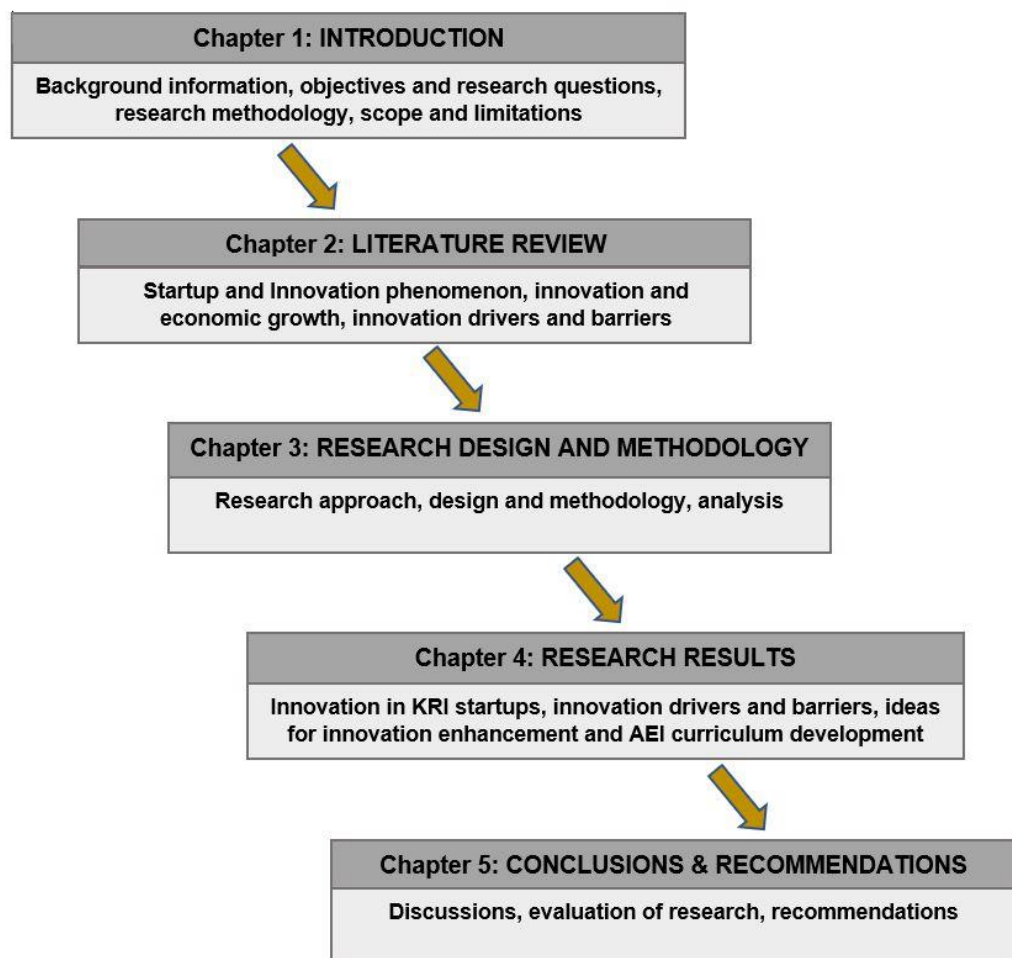 Chapter 1: INTRODUCTION
Background information, objectives and research questions,
research methodology, scope and limitations
Chapter 2: LITERATURE REVIEW
Startup and Innovation phenomenon, innovation and
economic growth, innovation drivers and barriers
Chapter 3: RESEARCH DESIGN AND METHODOLOGY
Research approach, design and methodology, analysis
Chapter 4: RESEARCH RESULTS
Innovation in KRI startups, innovation drivers and barriers, ideas
for innovation enhancement and AEI curriculum development
Chapter 5: CONCLUSIONS & RECOMMENDATIONS
Discussions, evaluation of research, recommendations